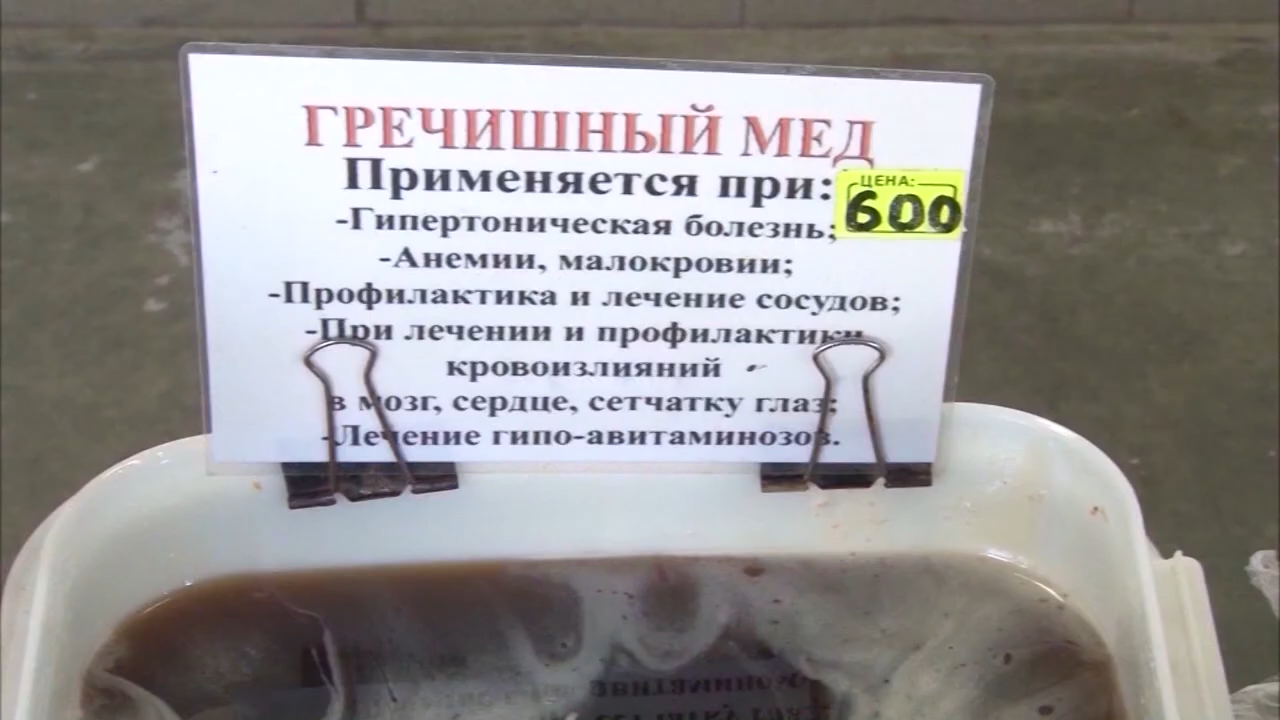 ГРЕЧИШНЫЙ МЕД
Применяется при:
ЦЕНА:
600
-Гипертоническая болезнь;
-Анемии, малокровии;
-Профилактика и лечение сосудов;
-При лечении и профилактики
кровоизлияний
в мозг, сердце, сетчатку глаз;
-Лечение гипо-авитаминозов.